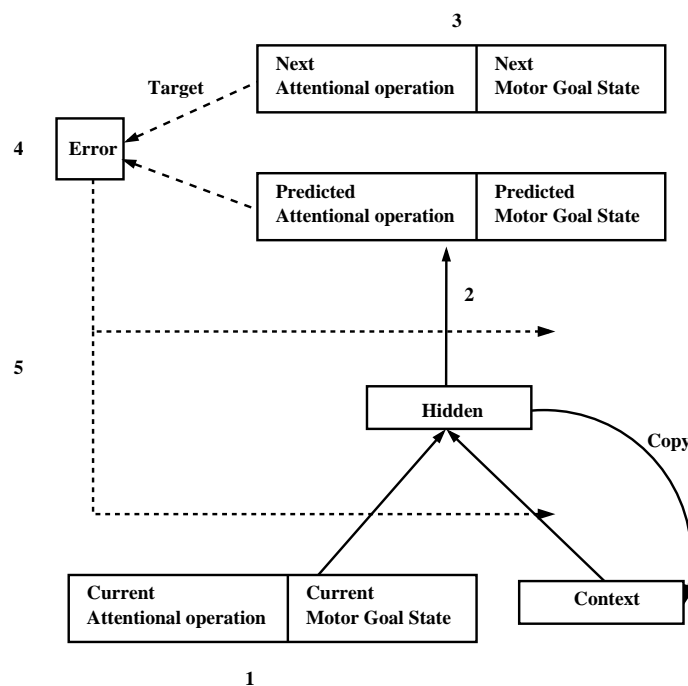 3
Next
Attentional operation
Next
Motor Goal State
Target
4
Error
Predicted
Attentional operation
Predicted
Motor Goal State
2
5
Hidden
Copy
Current
Attentional operation
Current
Motor Goal State
Context
1